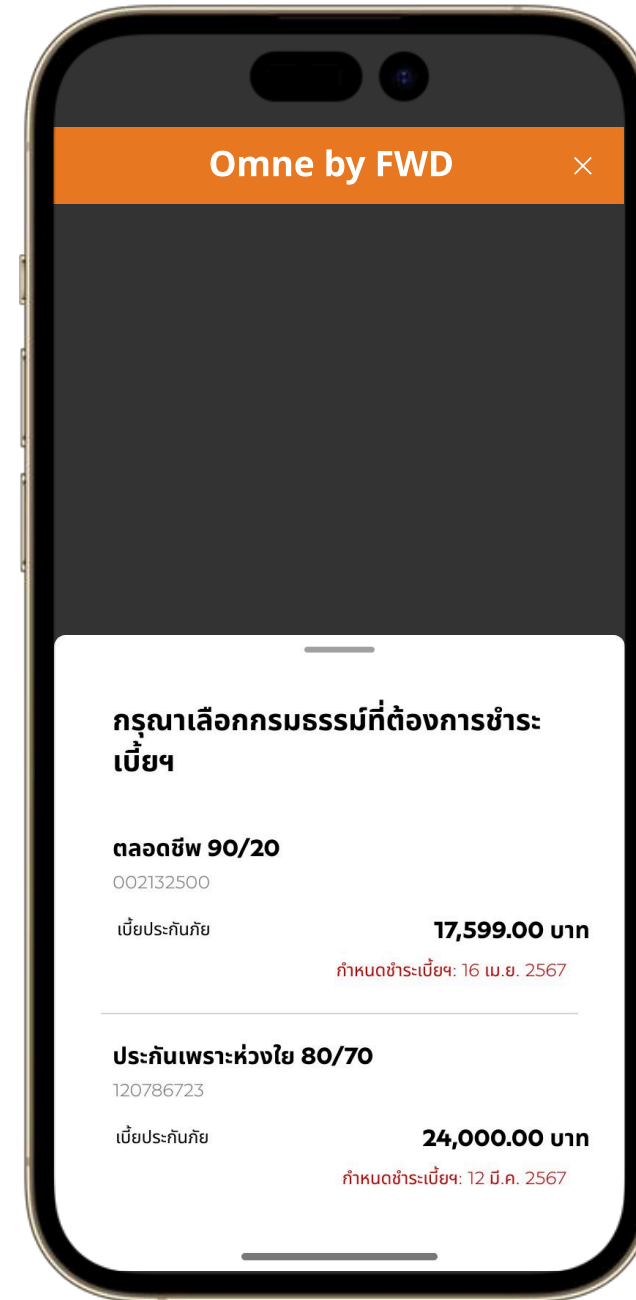 Omne by FWD
กรุณาเลือกกรมธรรม์ที่ต้องการชำระ
เบี้ยฯ
ตลอดชีพ 90/20
002132500
เบี้ยประกันภัย 17,599.00 บาท
กำหนดชำระเบี้ยฯ: 16 เม.ย. 2567
ประกันเพราะห่วงใย 80/70
120786723
เบี้ยประกันภัย 24,000.00 บาท
กำหนดชำระเบี้ยฯ: 12 มี.ค. 2567